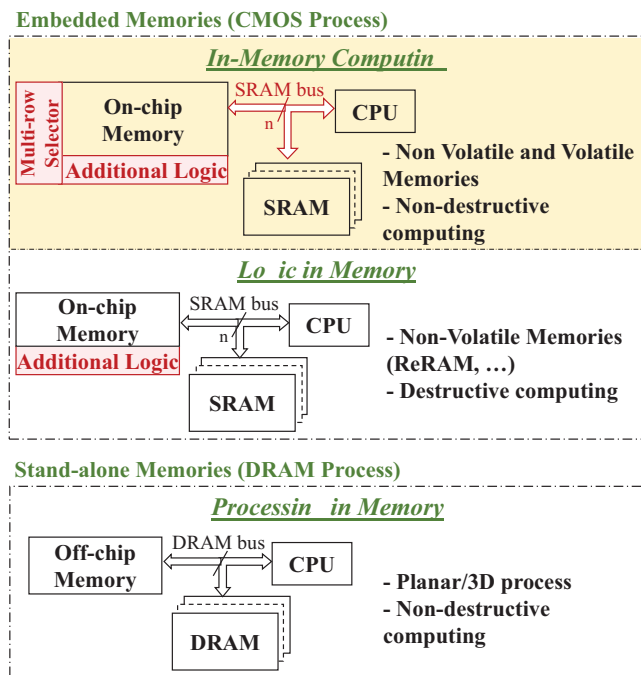 Embedded Memories (CMOS Process)
In-Memory Computin
Multi-row
Selector
On-chip
Memory
Additional Logic
SRAM bus
n
CPU
SRAM
- Non Volatile and Volatile
Memories
- Non-destructive
computing
Lo ic in Memory
On-chip
Memory
Additional Logic
SRAM bus
n
CPU
SRAM
- Non-Volatile Memories
(ReRAM, …)
- Destructive computing
Stand-alone Memories (DRAM Process)
Processin in Memory
Off-chip
Memory
DRAM bus
CPU
DRAM
- Planar/3D process
- Non-destructive
computing